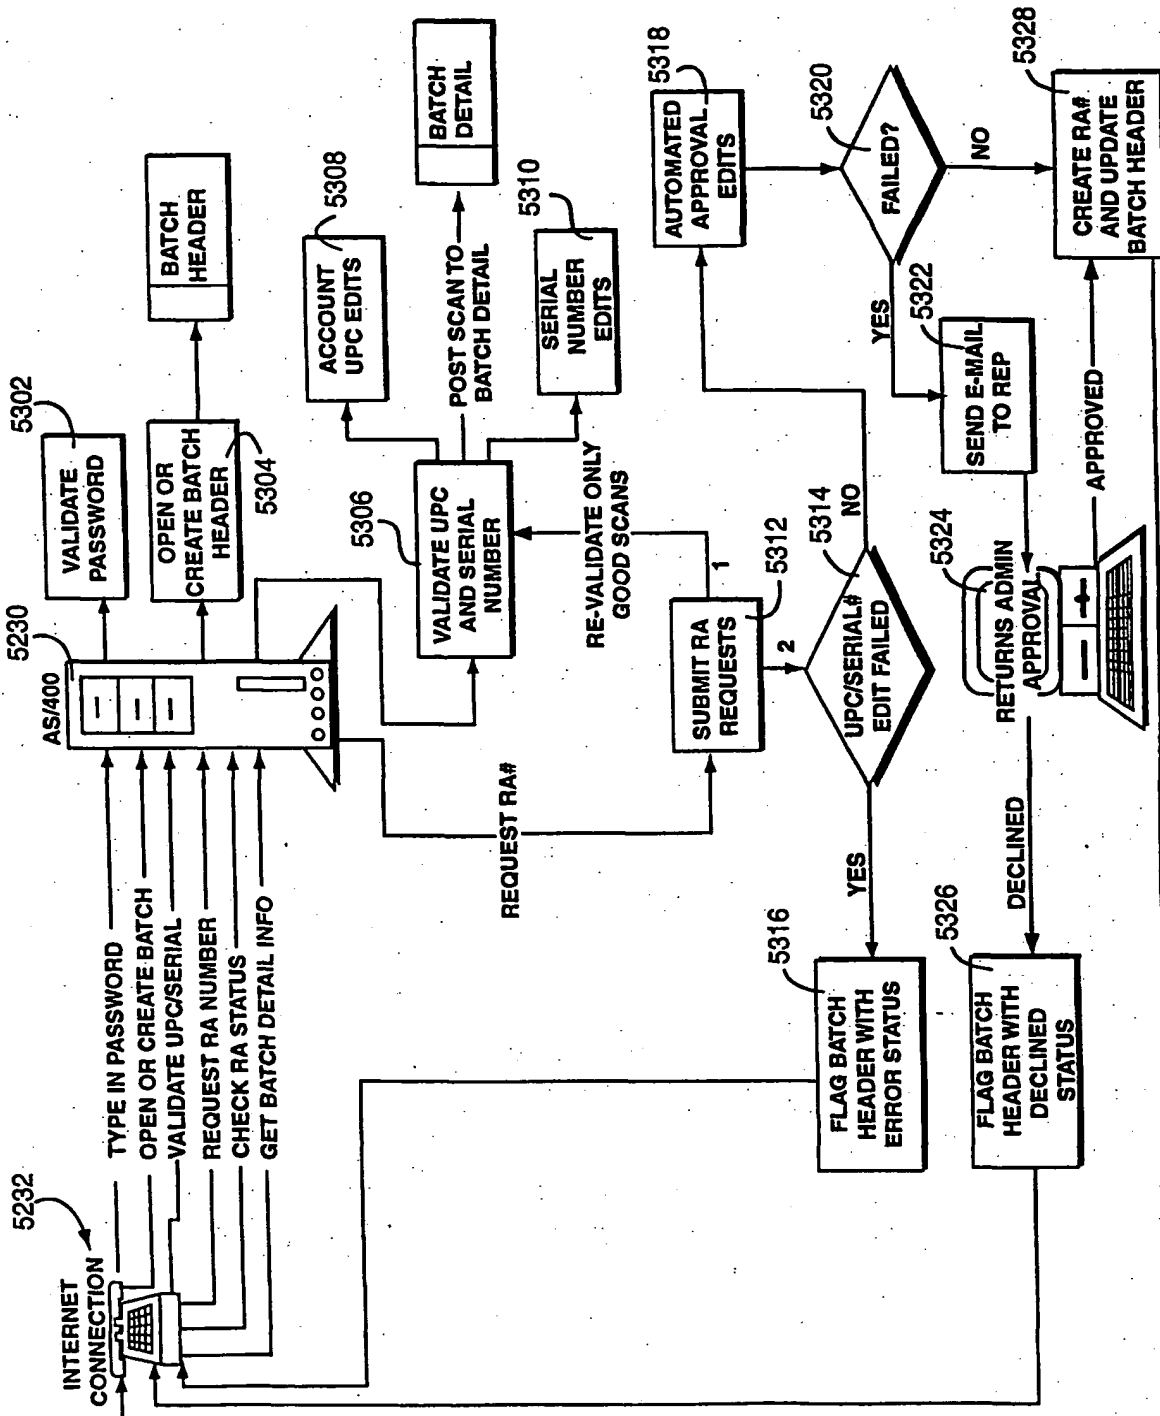 INTERNET
CONNECTION
5232
TYPE IN PASSWORD
OPEN OR CREATE BATCH
VALIDATE UPC/SERIAL
REQUEST RA NUMBER
CHECK RA STATUS
GET BATCH DETAIL INFO
AS/400
5230
VALIDATE
PASSWORD
5302
OPEN OR
CREATE BATCH
HEADER
5304
BATCH
HEADER
5306
VALIDATE UPC
AND SERIAL
NUMBER
ACCOUNT
UPC EDITS
5308
POST SCAN TO
BATCH DETAIL
BATCH
DETAIL
SERIAL
NUMBER
EDITS
5310
RE-VALIDATE ONLY
GOOD SCANS
REQUEST RA#
SUBMIT RA
REQUESTS
5312
1
2
UPC/SERIAL#
EDIT FAILED
5314
YES
NO
5316
FLAG BATCH
HEADER WITH
ERROR STATUS
AUTOMATED
APPROVAL
EDITS
5318
FAILED?
5320
YES
NO
SEND E-MAIL
TO REP
5322
RETURNS ADMIN
APPROVAL
5324
DECLINED
APPROVED
5326
FLAG BATCH
HEADER WITH
DECLINED
STATUS
CREATE RA#
AND UPDATE
BATCH HEADER
5328